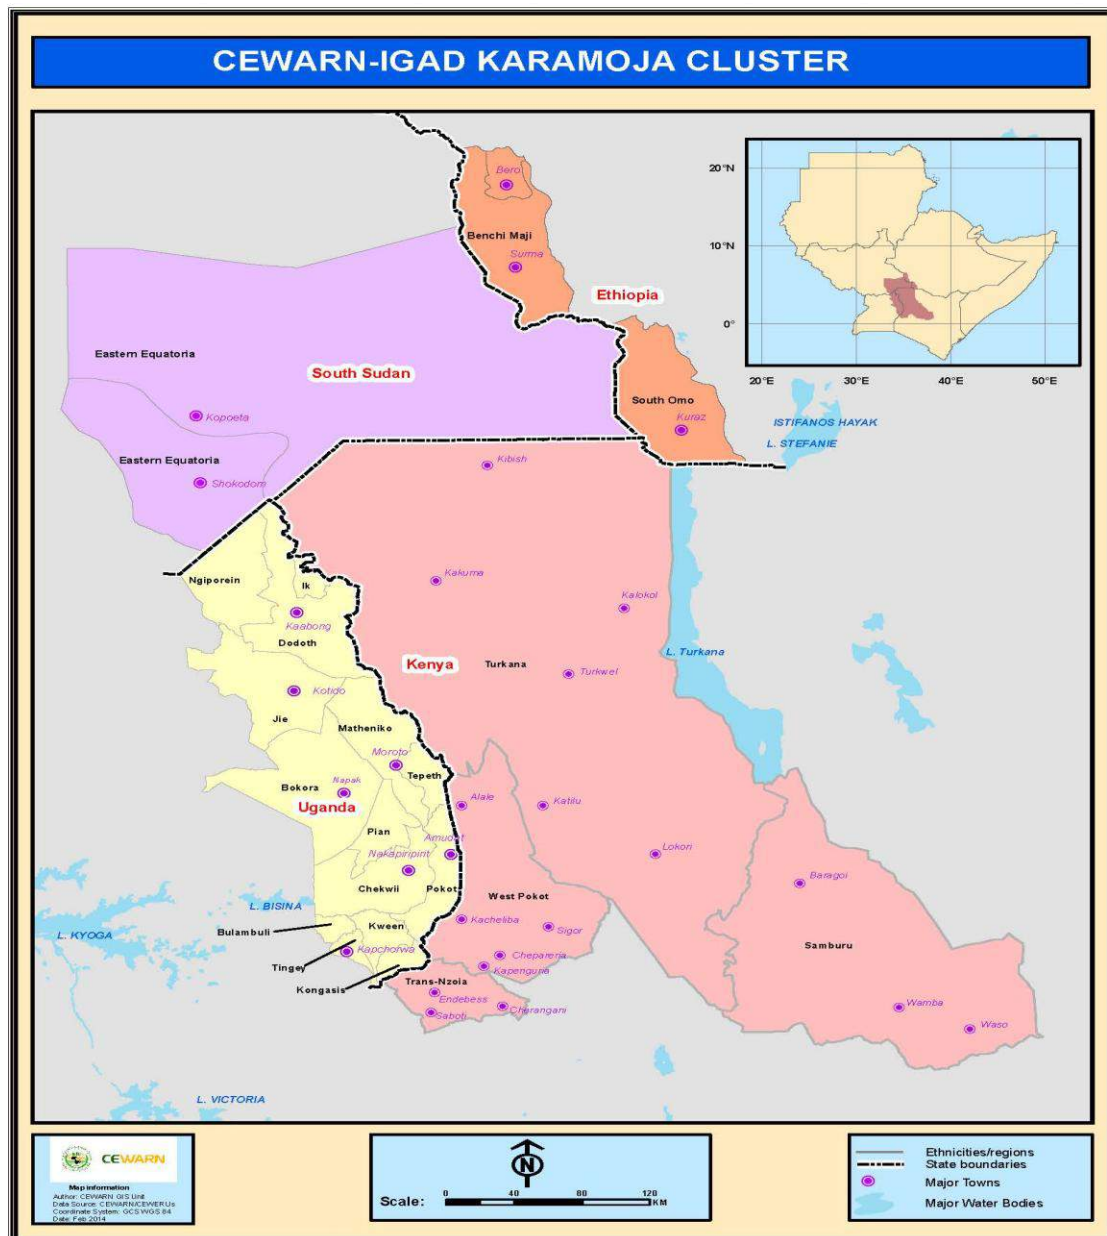 CEWARN-IGAD KARAMOJA CLUSTER
Bero
Benchi Maji
Surma
Ethiopia
20°N
10°N
0°
20°E 30°E 40°E 50°E
Eastern Equatoria
South Sudan
Kopoeta
South Omo
Kuraz
ISTIFANOS HAYAK
L. STEFANIE
Eastern Equatoria
Shokodom
Kibish
Ngiporein
Ik
Kakuma
Kaabong
Kalokol
Dodoth
L. Turkana
Kenya
Turkana
Turkwel
Kotido
Jie
Matheniko
Moroto
Tepeth
Bokora
Napak
Uganda
Alale
Katilu
Pian
Amudat
Nakapiripirit
Lokori
Chekwii
Pokot
West Pokot
Baragoi
L. BISINA
Bulambuli
Kween
Kacheliba
Sigor
L. KYOGA
Kapchorwa
Samburu
Tingey
Chepareria
Kapenguria
Kongasis
Trans-Nzoia
Endebess
Saboti
Cherangani
Wamba
Waso
L. VICTORIA
CEWARN
Map information
Author: CEWARN GIS Unit
Data Source: CEWARN/CEWERUs
Coordinate System: GCS WGS 84
Date: Feb 2014
N
Scale:
0 40 80 120
KM
Ethnicities/regions
State boundaries
Major Towns
Major Water Bodies